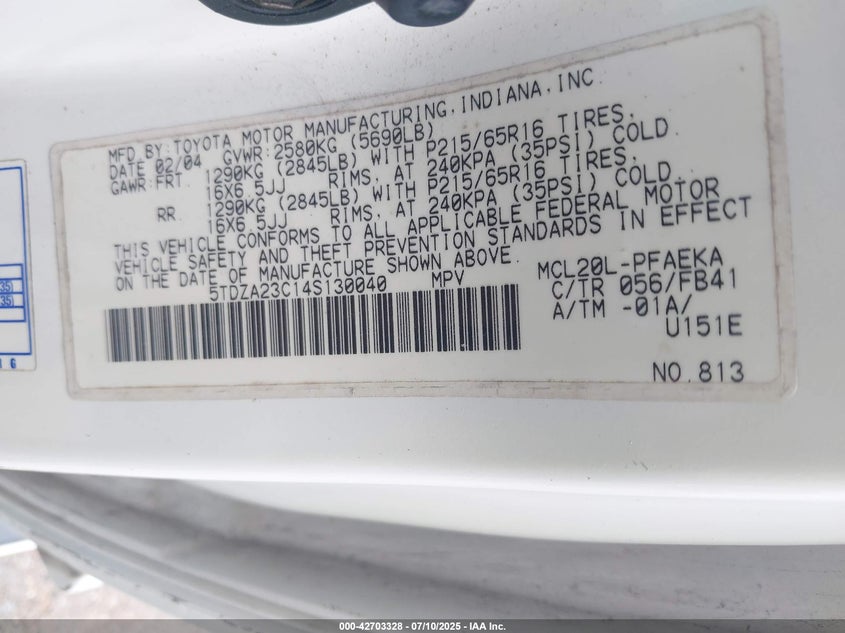 MFD.BY:TOYOTA MOTOR MANUFACTURING,INDIANA,INC.
DATE 02/04 GVWR:2580KG (5690LB)
GAWR:FRT. 1290KG (2845LB) WITH P215/65R16 TIRES,
16X6.5JJ RIMS, AT 240KPA (35PSI) COLD.
RR. 1290KG (2845LB) WITH P215/65R16 TIRES,
16X6.5JJ RIMS, AT 240KPA (35PSI) COLD.
THIS VEHICLE CONFORMS TO ALL APPLICABLE FEDERAL MOTOR
VEHICLE SAFETY AND THEFT PREVENTION STANDARDS IN EFFECT
ON THE DATE OF MANUFACTURE SHOWN ABOVE.
5TDZA23C14S130040 MPV
MCL20L-PFAEKA
C/TR 056/FB41
A/TM -01A/
U151E
NO.813
35)
35)
000-42703328 - 07/10/2025 - IAA Inc.